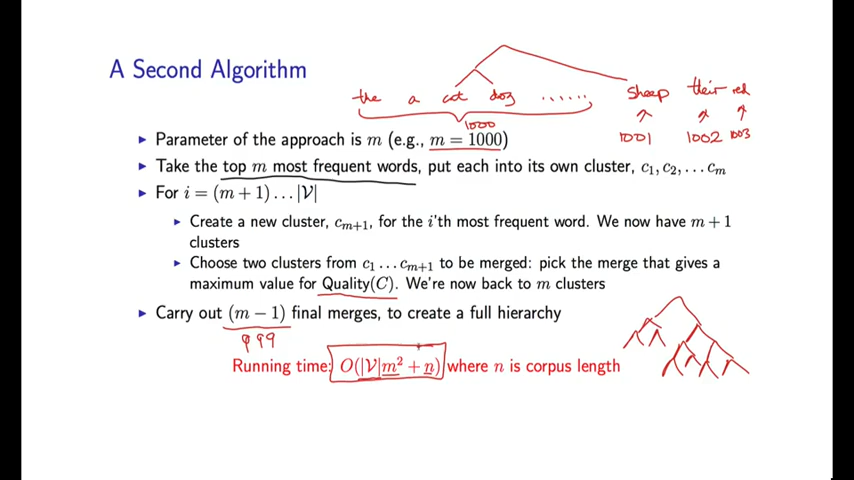 A Second Algorithm
the a cat dog ...... sheep their red
1000
1001 1002 1003
▶ Parameter of the approach is m (e.g., m = 1000)
▶ Take the top m most frequent words, put each into its own cluster, c₁, c₂, . . . cₘ
▶ For i = (m + 1) . . . |V|
▶ Create a new cluster, cₘ₊₁, for the i'th most frequent word. We now have m + 1
clusters
▶ Choose two clusters from c₁ . . . cₘ₊₁ to be merged: pick the merge that gives a
maximum value for Quality(C). We're now back to m clusters
▶ Carry out (m − 1) final merges, to create a full hierarchy
999
Running time: O(|V|m² + n) where n is corpus length